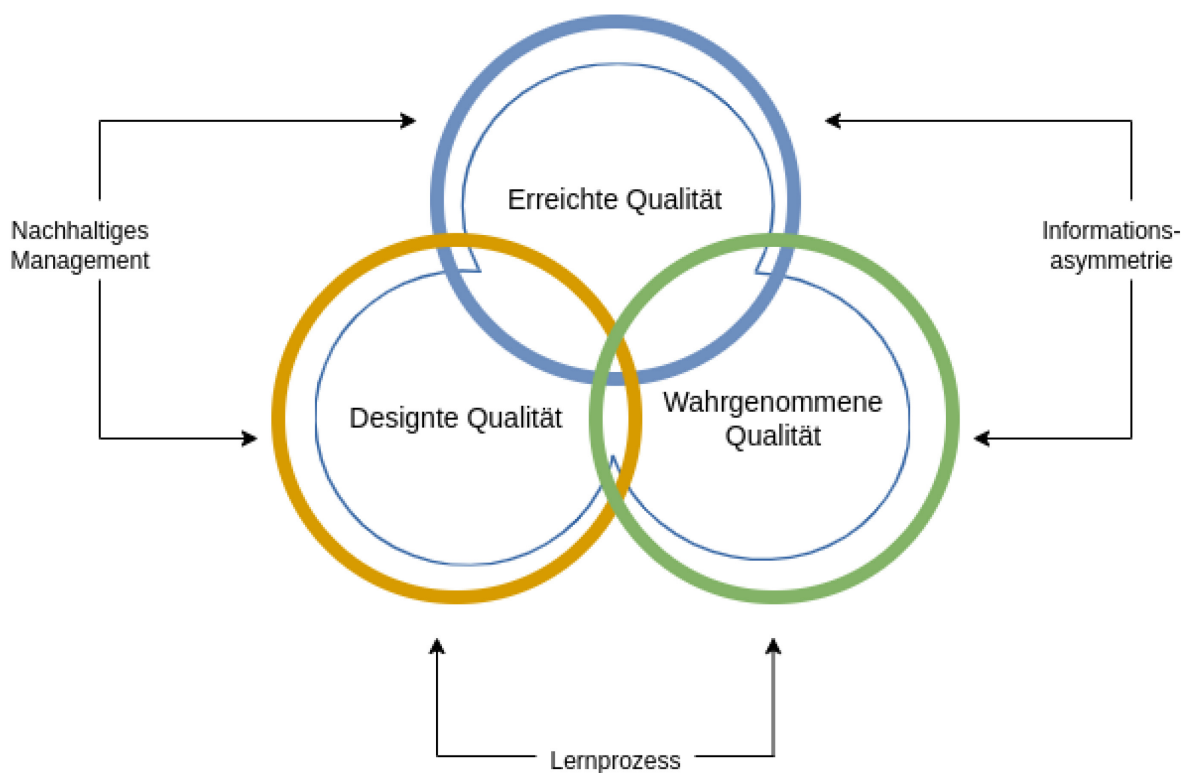 Erreichte Qualität
Nachhaltiges
Management
Informations-
asymmetrie
Designte Qualität
Wahrgenommene
Qualität
Lernprozess